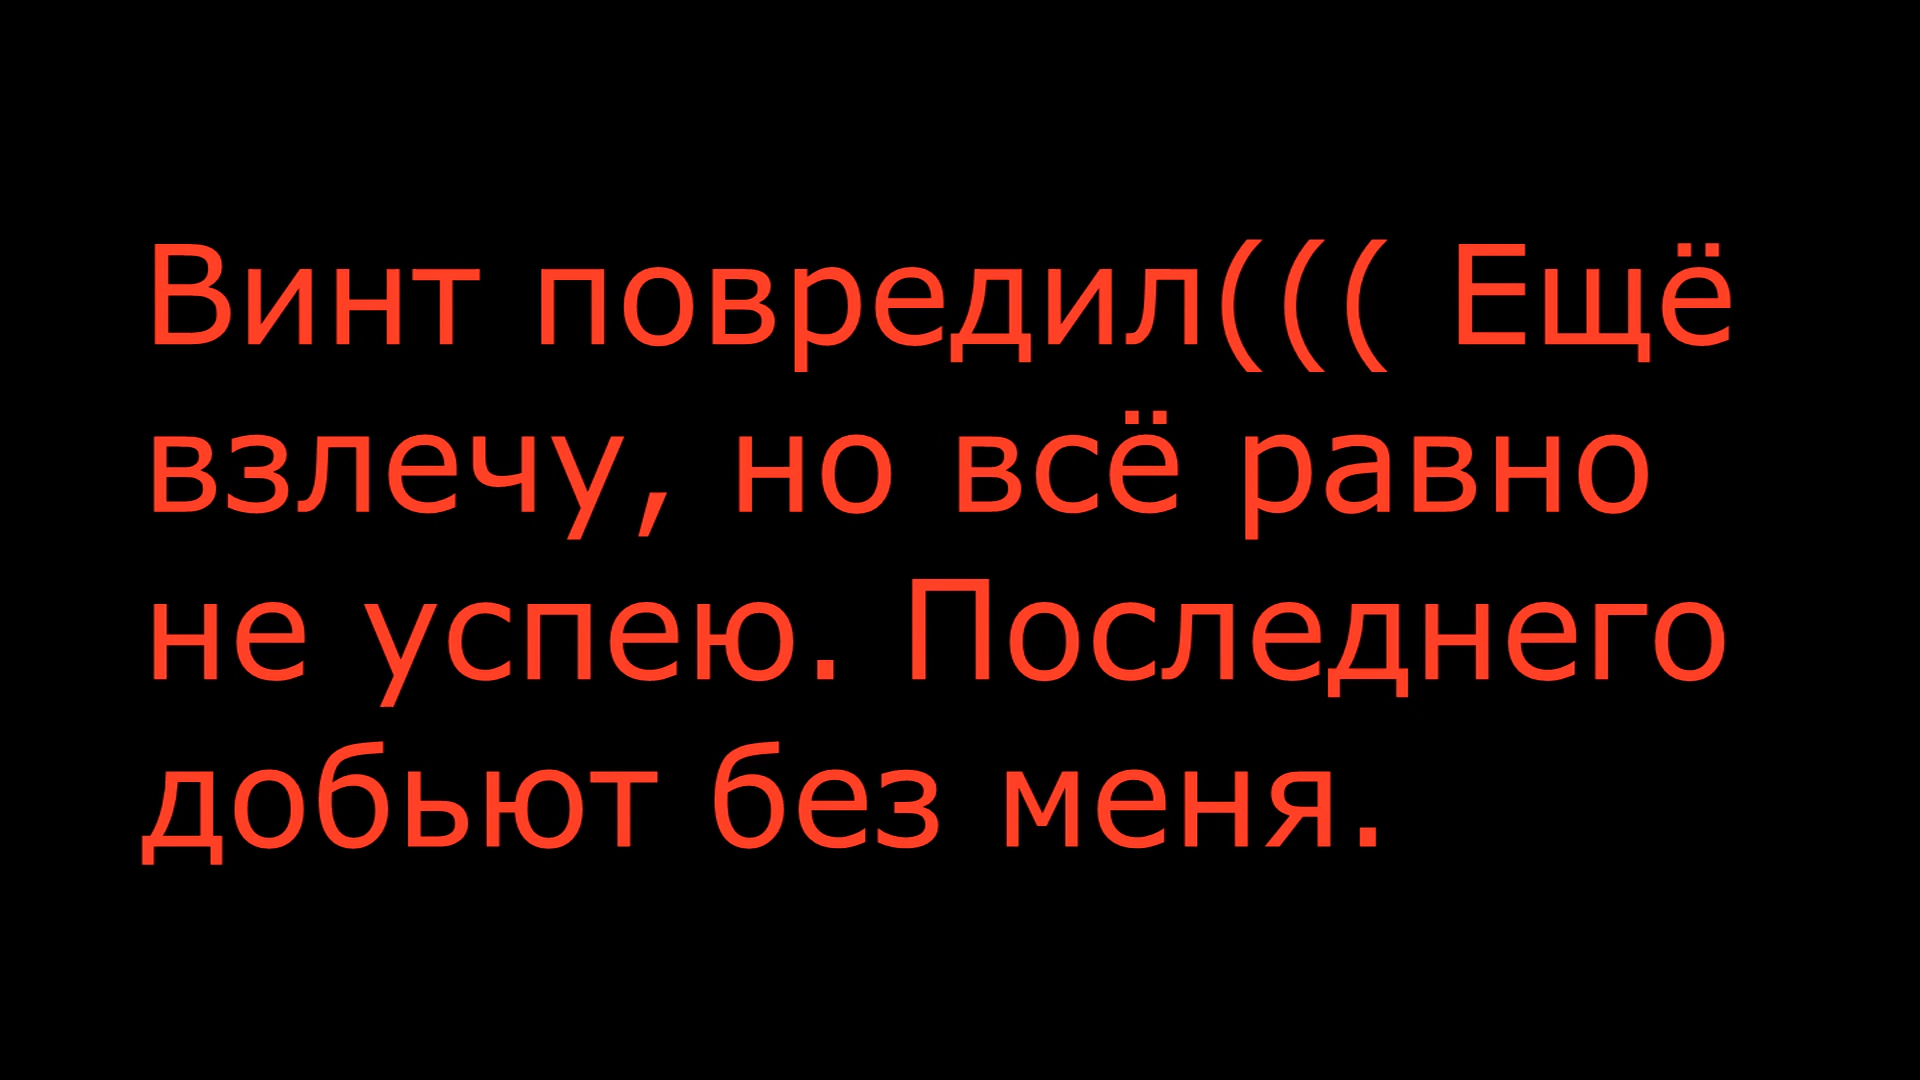 Винт повредил((( Ещё
взлечу, но всё равно
не успею. Последнего
добьют без меня.